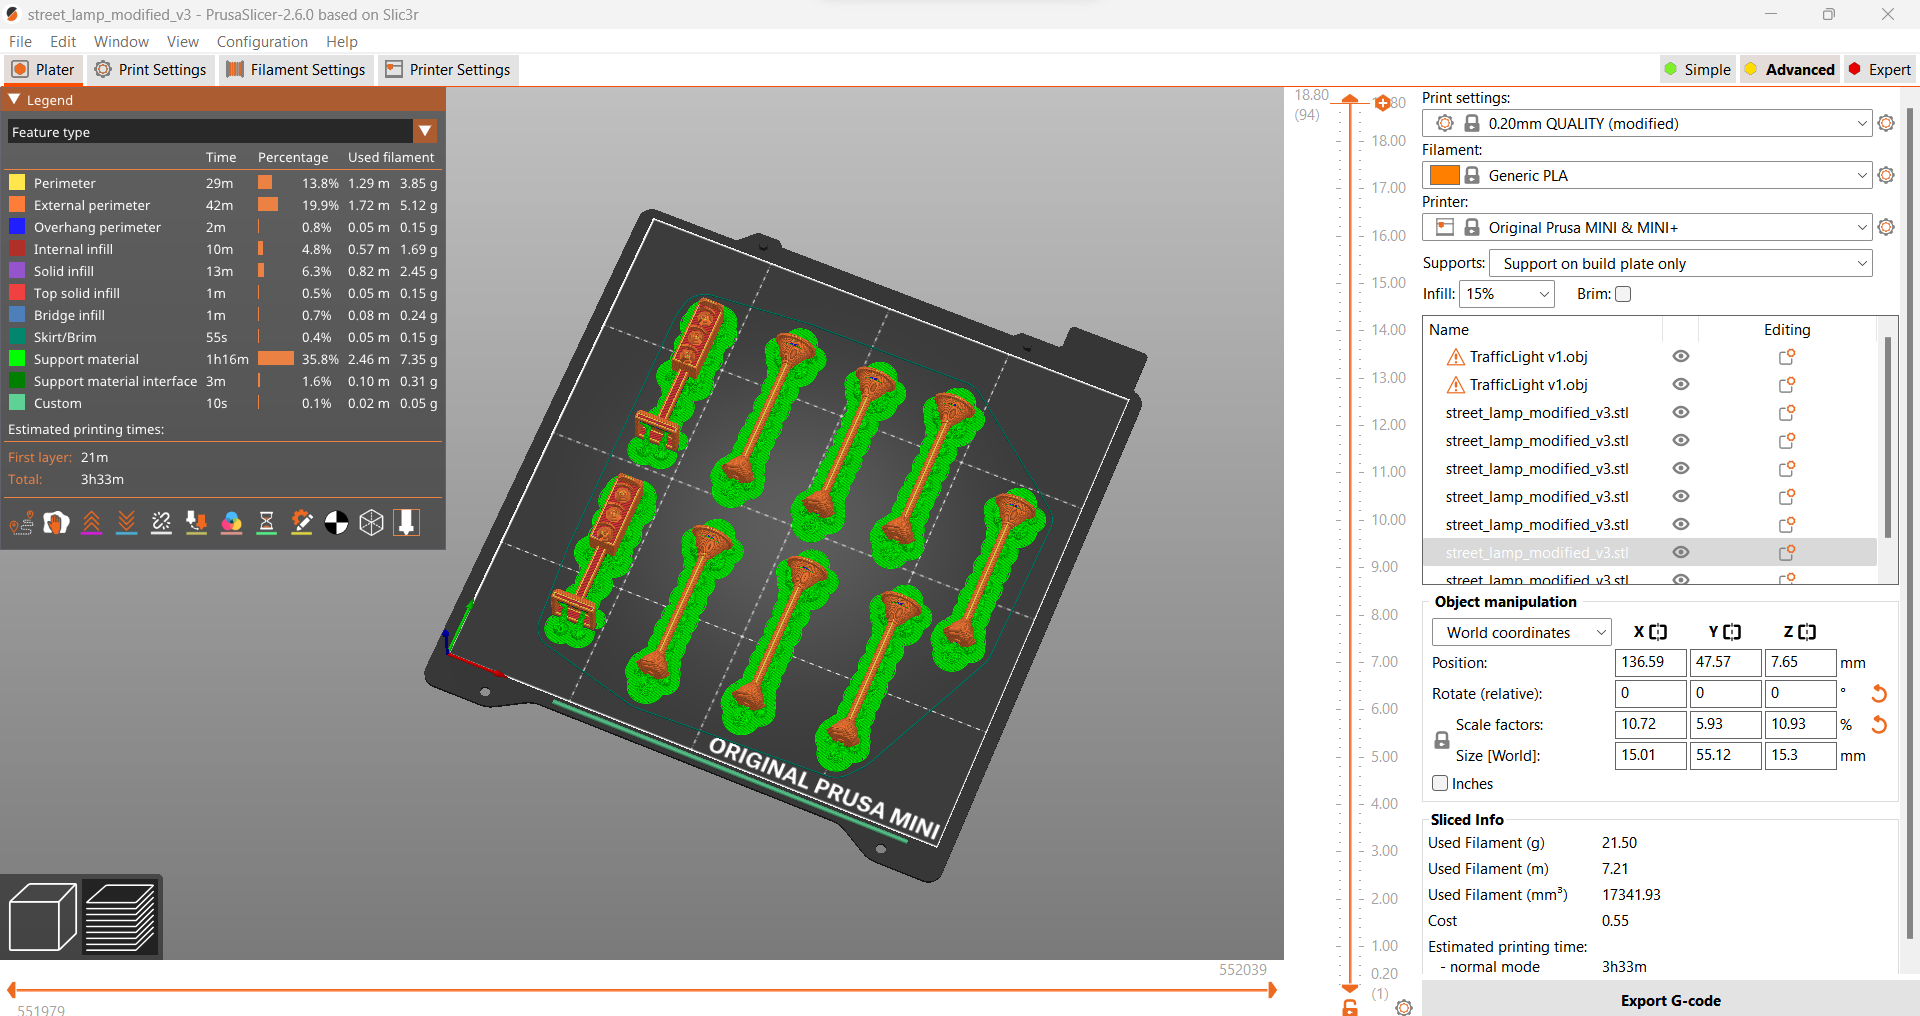 street_lamp_modified_v3 - PrusaSlicer-2.6.0 based on Slic3r
File Edit Window View Configuration Help
Plater Print Settings Filament Settings Printer Settings Simple Advanced Expert
Legend
Feature type
Time Percentage Used filament
Perimeter 29m 13.8% 1.29 m 3.85 g
External perimeter 42m 19.9% 1.72 m 5.12 g
Overhang perimeter 2m 0.8% 0.05 m 0.15 g
Internal infill 10m 4.8% 0.57 m 1.69 g
Solid infill 13m 6.3% 0.82 m 2.45 g
Top solid infill 1m 0.5% 0.05 m 0.15 g
Bridge infill 1m 0.7% 0.08 m 0.24 g
Skirt/Brim 55s 0.4% 0.05 m 0.15 g
Support material 1h16m 35.8% 2.46 m 7.35 g
Support material interface 3m 1.6% 0.10 m 0.31 g
Custom 10s 0.1% 0.02 m 0.05 g
Estimated printing times:
First layer: 21m
Total: 3h33m
ORIGINAL PRUSA MINI
552039
551979
18.80
(94)
18.00
17.00
16.00
15.00
14.00
13.00
12.00
11.00
10.00
9.00
8.00
7.00
6.00
5.00
4.00
3.00
2.00
1.00
0.20
(1)
Print settings:
0.20mm QUALITY (modified)
Filament:
Generic PLA
Printer:
Original Prusa MINI & MINI+
Supports: Support on build plate only
Infill: 15% Brim:
Name Editing
TrafficLight v1.obj
TrafficLight v1.obj
street_lamp_modified_v3.stl
street_lamp_modified_v3.stl
street_lamp_modified_v3.stl
street_lamp_modified_v3.stl
street_lamp_modified_v3.stl
street_lamp_modified_v3.stl
street_lamp_modified_v3.stl
Object manipulation
World coordinates X Y Z
Position: 136.59 47.57 7.65 mm
Rotate (relative): 0 0 0 °
Scale factors: 10.72 5.93 10.93 %
Size [World]: 15.01 55.12 15.3 mm
Inches
Sliced Info
Used Filament (g) 21.50
Used Filament (m) 7.21
Used Filament (mm³) 17341.93
Cost 0.55
Estimated printing time:
- normal mode 3h33m
Export G-code